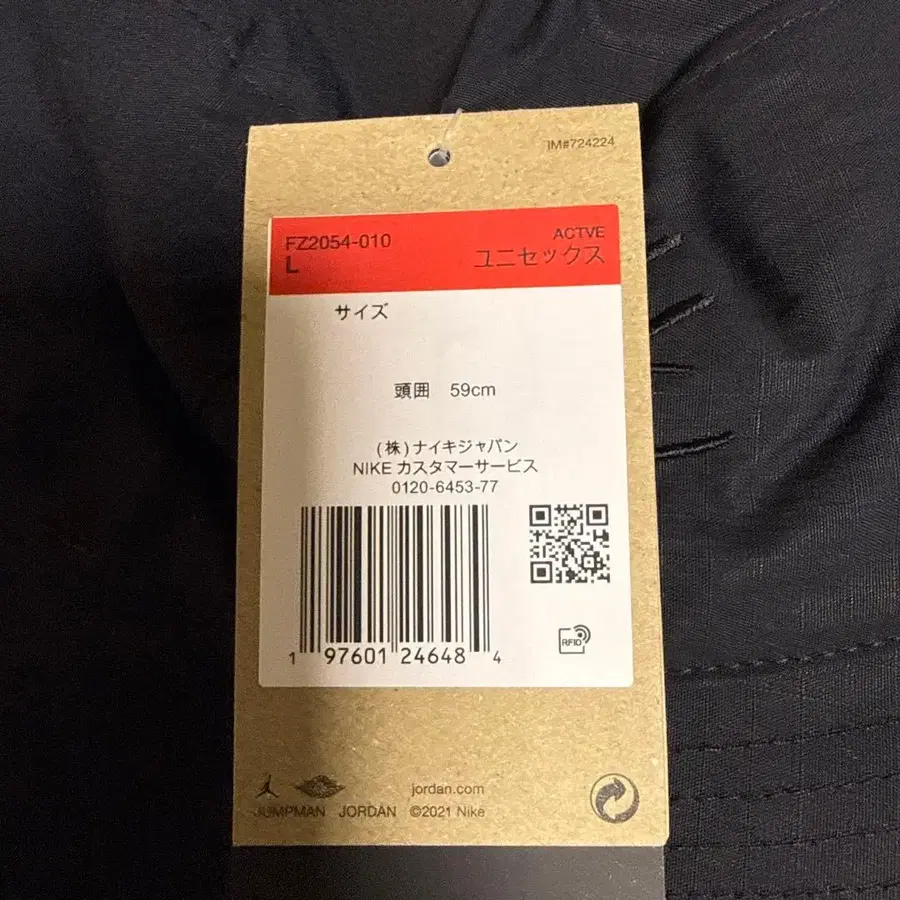 IM#724224
FZ2054-010
L
ACTVE
ユニセックス
サイズ
頭囲 59cm
(株)ナイキジャパン
NIKE カスタマーサービス
0120-6453-77
1 97601 24648 4
RFID
jordan.com
JUMPMAN JORDAN ©2021 Nike